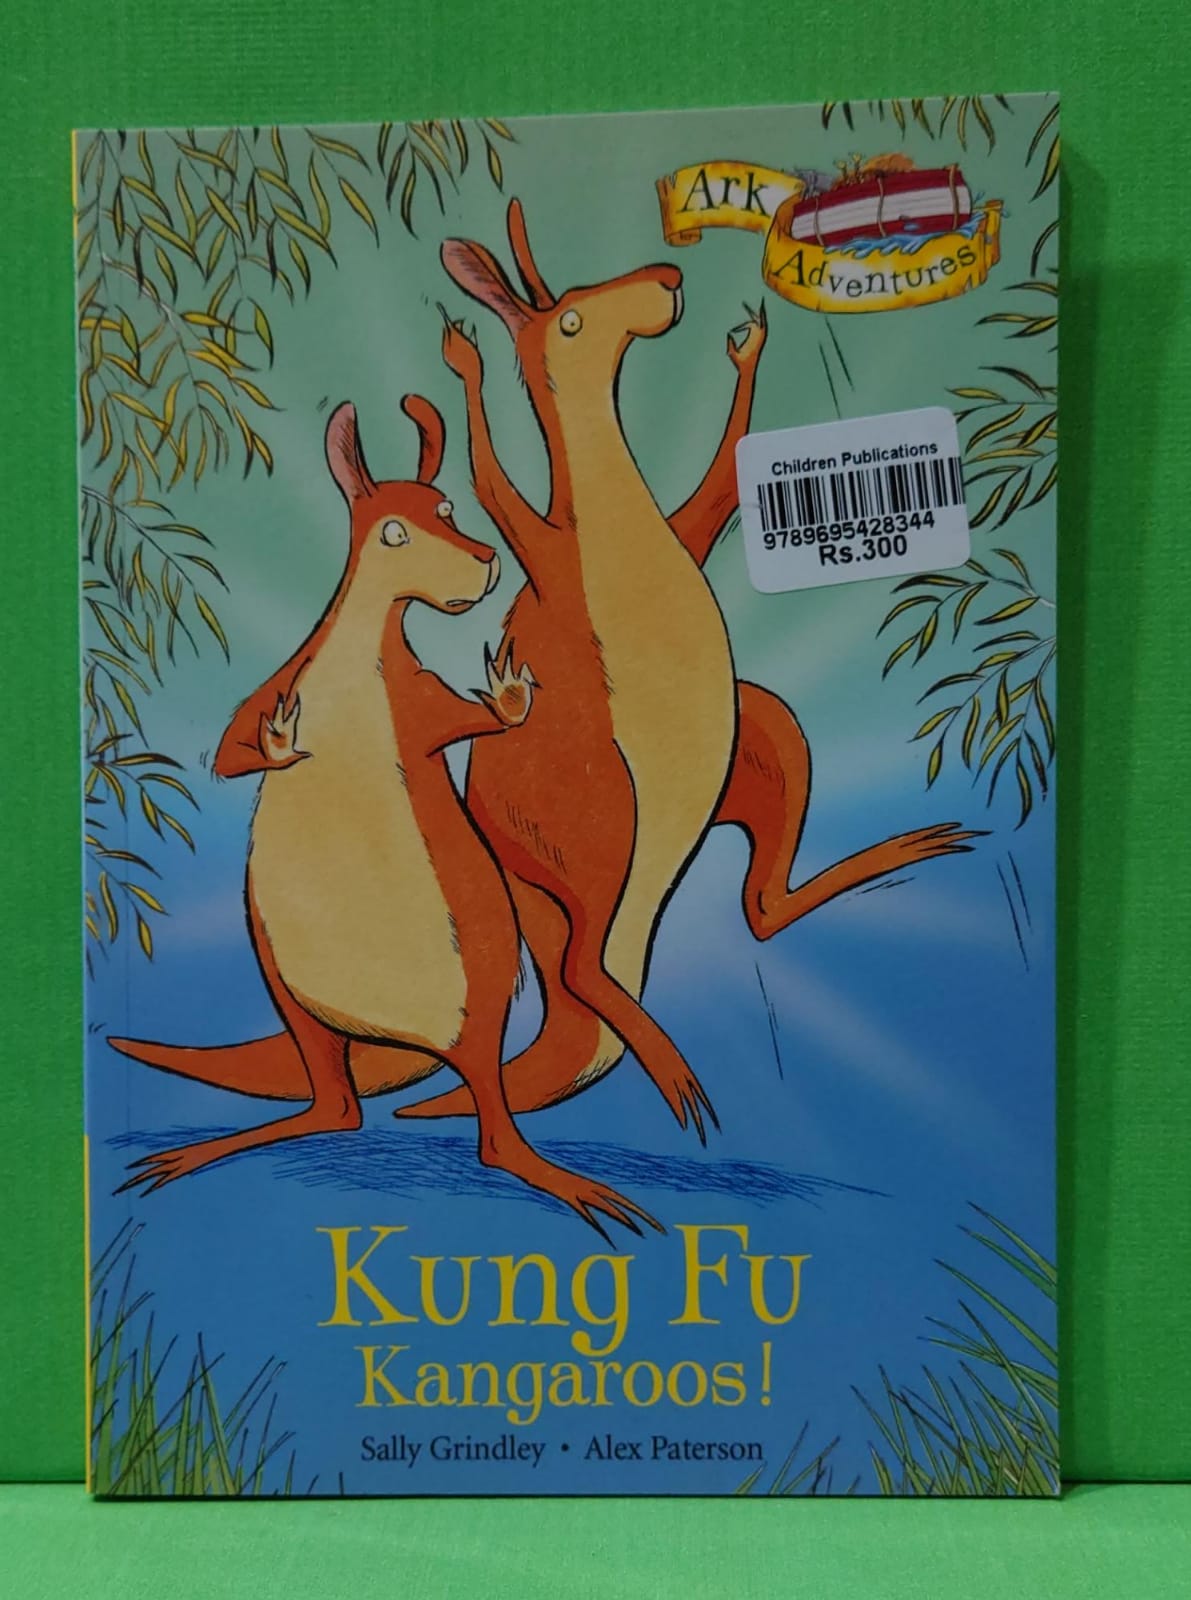 Ark
Adventures
Children Publications
9789695428344
Rs.300
Kung Fu
Kangaroos!
Sally Grindley • Alex Paterson